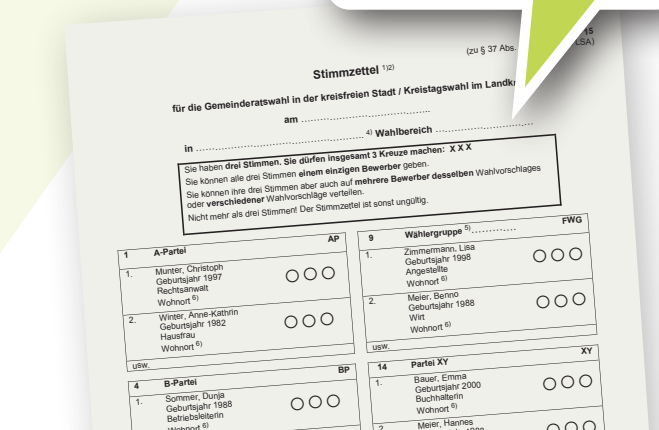 15
(zu § 37 Abs. LSA)
Stimmzettel 1)2)
für die Gemeinderatswahl in der kreisfreien Stadt / Kreistagswahl im
am ................................................
in ................................................ 4) Wahlbereich ................................
Sie haben drei Stimmen. Sie dürfen insgesamt 3 Kreuze machen: X X X
Sie können alle drei Stimmen einem einzigen Bewerber geben.
Sie können ihre drei Stimmen aber auch auf mehrere Bewerber desselben Wahlvorschlages
oder verschiedener Wahlvorschläge verteilen.
Nicht mehr als drei Stimmen! Der Stimmzettel ist sonst ungültig.
1 A-Partei AP
1. Munter, Christoph
Geburtsjahr 1997
Rechtsanwalt
Wohnort 6)
2. Winter, Anne-Kathrin
Geburtsjahr 1982
Hausfrau
Wohnort 6)
usw.
4 B-Partei BP
1. Sommer, Dunja
Geburtsjahr 1988
Betriebsleiterin
Wohnort 6)
9 Wählergruppe 5)............... FWG
1. Zimmermann, Lisa
Geburtsjahr 1998
Angestellte
Wohnort 6)
2. Meier, Benno
Geburtsjahr 1988
Wirt
Wohnort 6)
usw.
14 Partei XY XY
1. Bauer, Emma
Geburtsjahr 2000
Buchhalterin
Wohnort 6)
2. Meier, Hannes